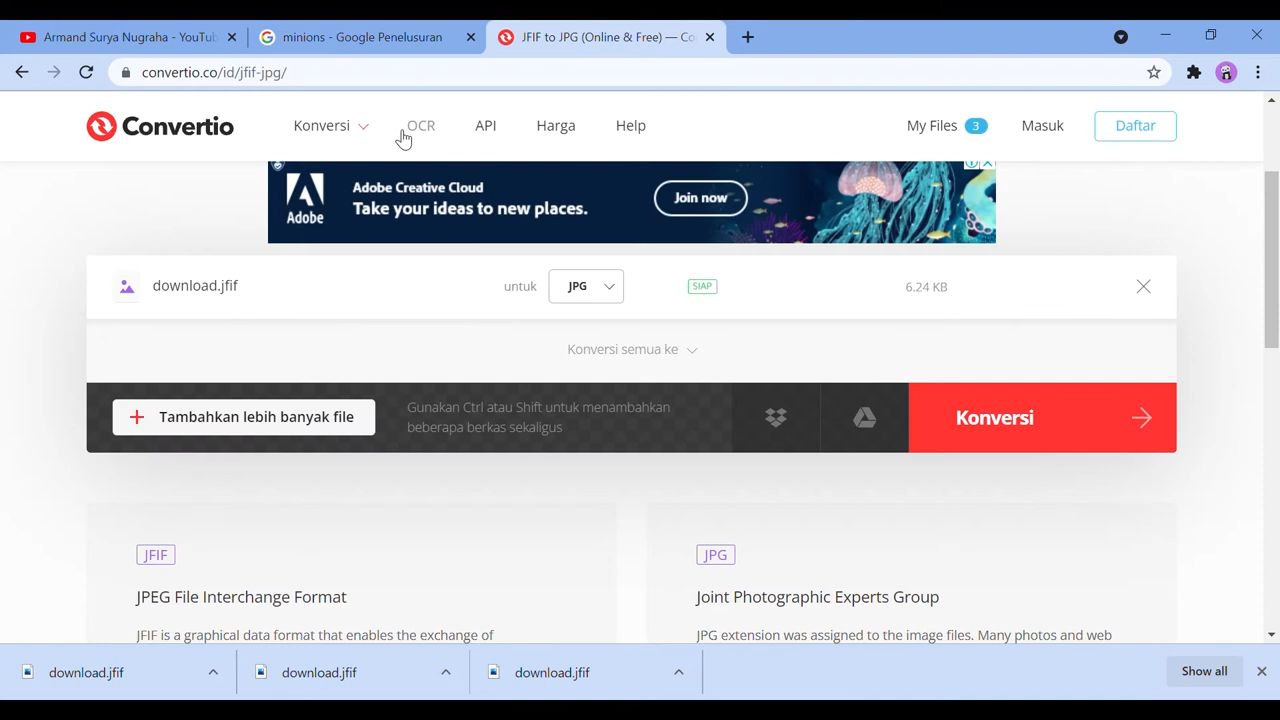 Armand Surya Nugraha - YouTub
minions - Google Penelusuran
JFIF to JPG (Online & Free) — Co
convertio.co/id/jfif-jpg/
Convertio
Konversi
OCR
API
Harga
Help
My Files 3
Masuk
Daftar
Adobe
Adobe Creative Cloud
Take your ideas to new places.
Join now
download.jfif
untuk
JPG
SIAP
6.24 KB
Konversi semua ke
Tambahkan lebih banyak file
Gunakan Ctrl atau Shift untuk menambahkan
beberapa berkas sekaligus
Konversi
JFIF
JPEG File Interchange Format
JFIF is a graphical data format that enables the exchange of
JPG
Joint Photographic Experts Group
JPG extension was assigned to the image files. Many photos and web
download.jfif
download.jfif
download.jfif
Show all